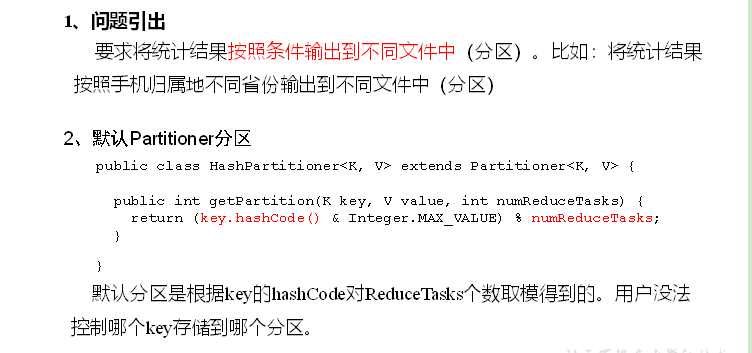 1、问题引出
要求将统计结果按照条件输出到不同文件中（分区）。比如：将统计结果
按照手机归属地不同省份输出到不同文件中（分区）
2、默认Partitioner分区
public class HashPartitioner<K, V> extends Partitioner<K, V> {
public int getPartition(K key, V value, int numReduceTasks) {
return (key.hashCode() & Integer.MAX_VALUE) % numReduceTasks;
}
}
默认分区是根据key的hashCode对ReduceTasks个数取模得到的。用户没法
控制哪个key存储到哪个分区。